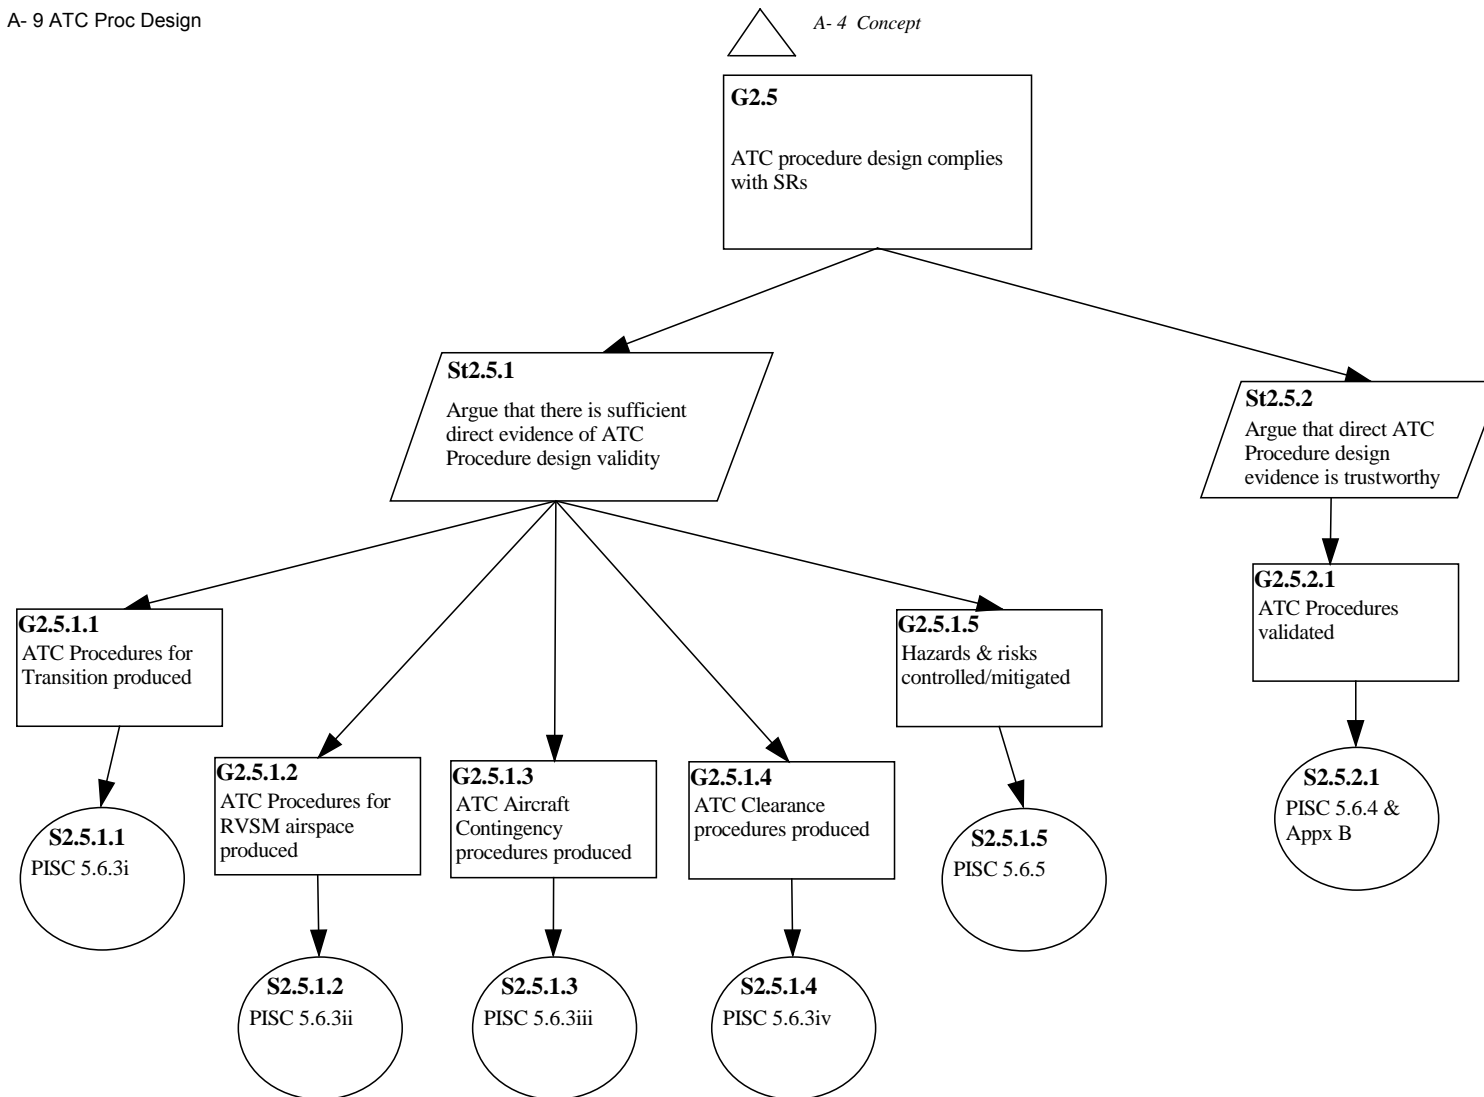 A- 9 ATC Proc Design
A- 4 Concept
G2.5
ATC procedure design complies
with SRs
St2.5.1
Argue that there is sufficient
direct evidence of ATC
Procedure design validity
St2.5.2
Argue that direct ATC
Procedure design
evidence is trustworthy
G2.5.1.1
ATC Procedures for
Transition produced
G2.5.1.2
ATC Procedures for
RVSM airspace
produced
G2.5.1.3
ATC Aircraft
Contingency
procedures produced
G2.5.1.4
ATC Clearance
procedures produced
G2.5.1.5
Hazards & risks
controlled/mitigated
G2.5.2.1
ATC Procedures
validated
S2.5.1.1
PISC 5.6.3i
S2.5.1.2
PISC 5.6.3ii
S2.5.1.3
PISC 5.6.3iii
S2.5.1.4
PISC 5.6.3iv
S2.5.1.5
PISC 5.6.5
S2.5.2.1
PISC 5.6.4 &
Appx B